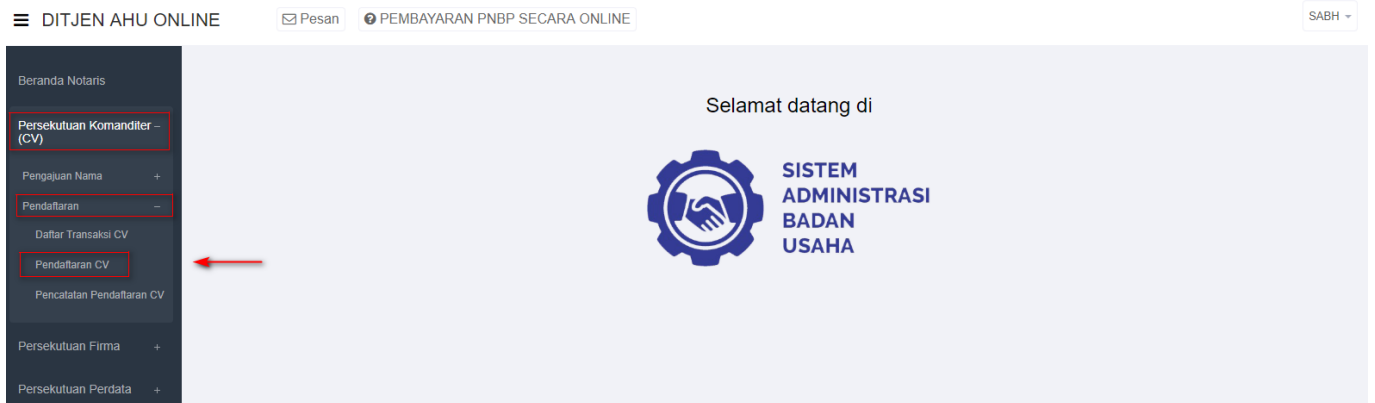 DITJEN AHU ONLINE
Pesan
PEMBAYARAN PNBP SECARA ONLINE
SABH
Beranda Notaris
Persekutuan Komanditer –
(CV)
Pengajuan Nama +
Pendaftaran –
Daftar Transaksi CV
Pendaftaran CV
Pencatatan Pendaftaran CV
Persekutuan Firma +
Persekutuan Perdata +
Selamat datang di
SISTEM
ADMINISTRASI
BADAN
USAHA